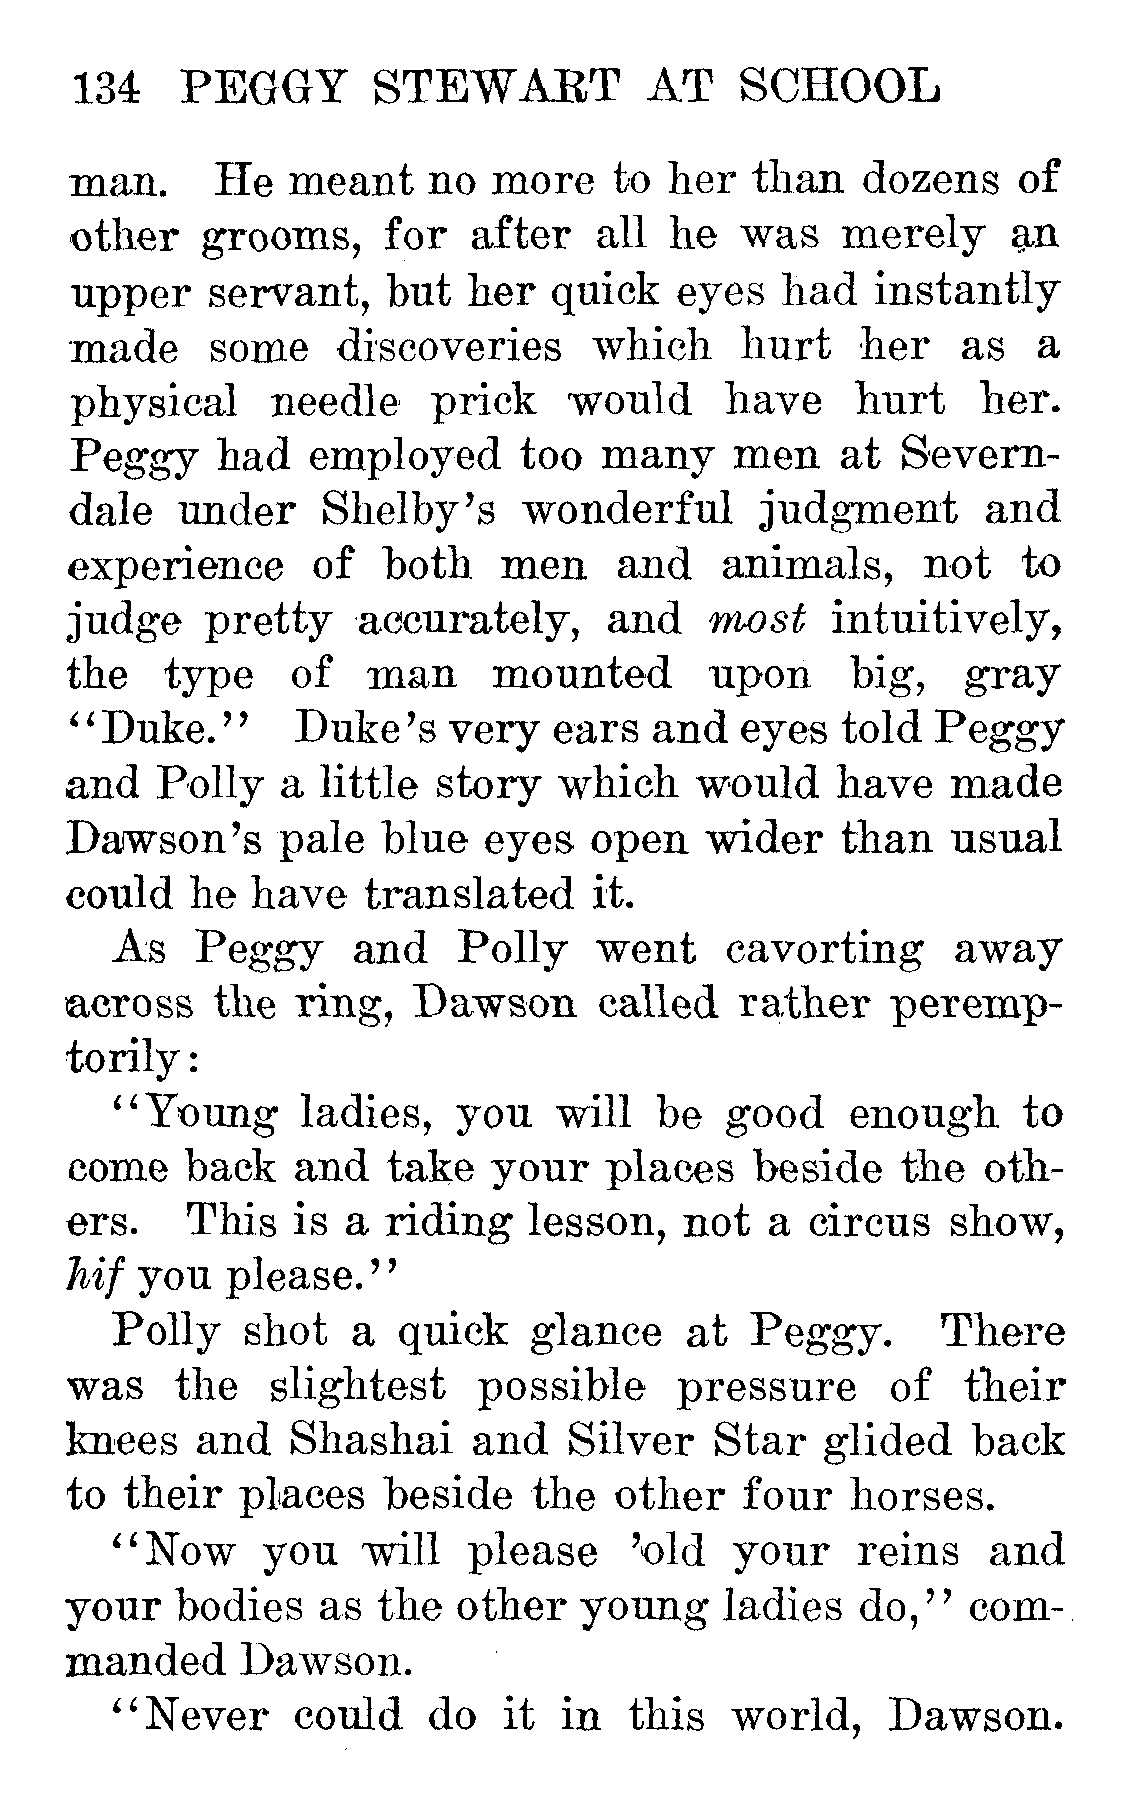 134 PEGGY STEWART AT SCHOOL
man. He meant no more to her than dozens of
other grooms, for after all he was merely an
upper servant, but her quick eyes had instantly
made some discoveries which hurt her as a
physical needle prick would have hurt her.
Peggy had employed too many men at Severn-
dale under Shelby's wonderful judgment and
experience of both men and animals, not to
judge pretty accurately, and most intuitively,
the type of man mounted upon big, gray
"Duke." Duke's very ears and eyes told Peggy
and Polly a little story which would have made
Dawson's pale blue eyes open wider than usual
could he have translated it.
As Peggy and Polly went cavorting away
across the ring, Dawson called rather peremp-
torily:
"Young ladies, you will be good enough to
come back and take your places beside the oth-
ers. This is a riding lesson, not a circus show,
hif you please."
Polly shot a quick glance at Peggy. There
was the slightest possible pressure of their
knees and Shashai and Silver Star glided back
to their places beside the other four horses.
"Now you will please 'old your reins and
your bodies as the other young ladies do," com-
manded Dawson.
"Never could do it in this world, Dawson.